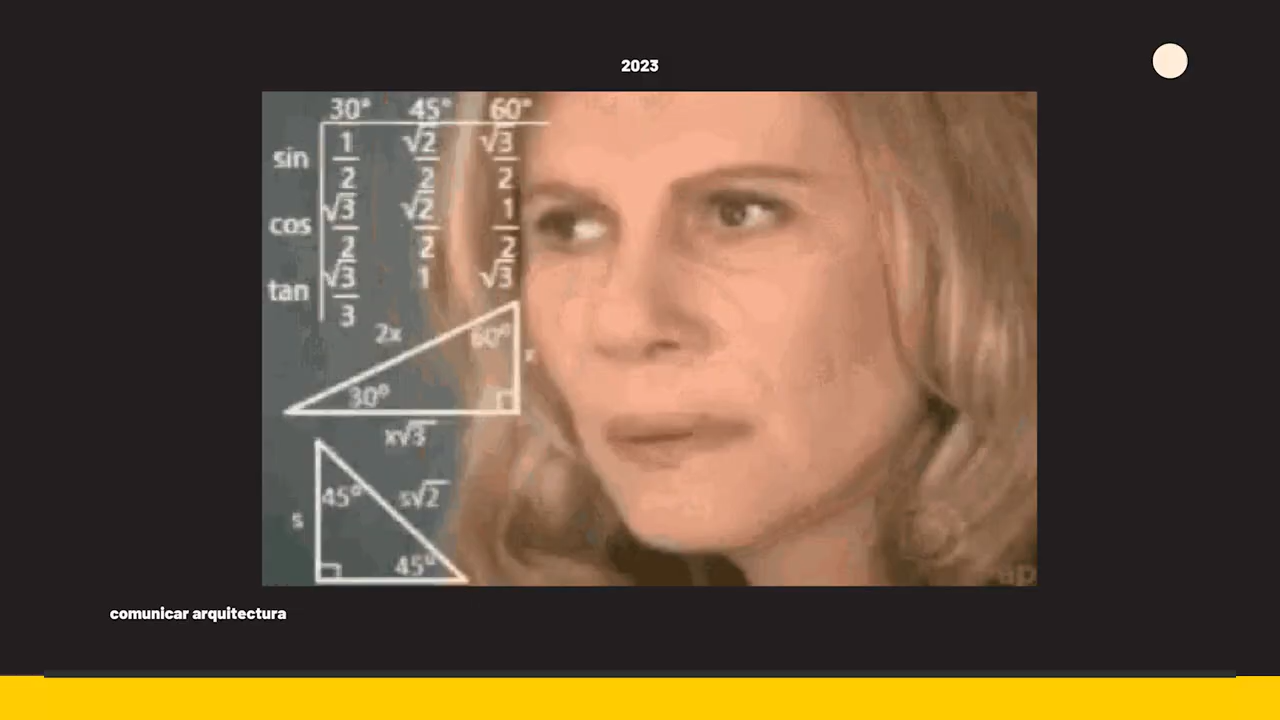 2023
30° 45° 60°
sin 1/2 √2/2 √3/2
cos √3/2 √2/2 1/2
tan √3/3 1 √3
2x
60°
x
30°
x√3
45°
s√2
s
45°
comunicar arquitectura